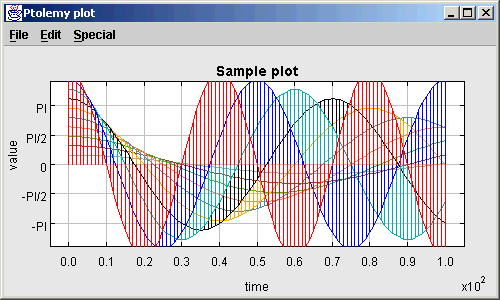 Ptolemy plot
File Edit Special
Sample plot
value
PI
PI/2
0
-PI/2
-PI
0.0 0.1 0.2 0.3 0.4 0.5 0.6 0.7 0.8 0.9 1.0
time
x10²